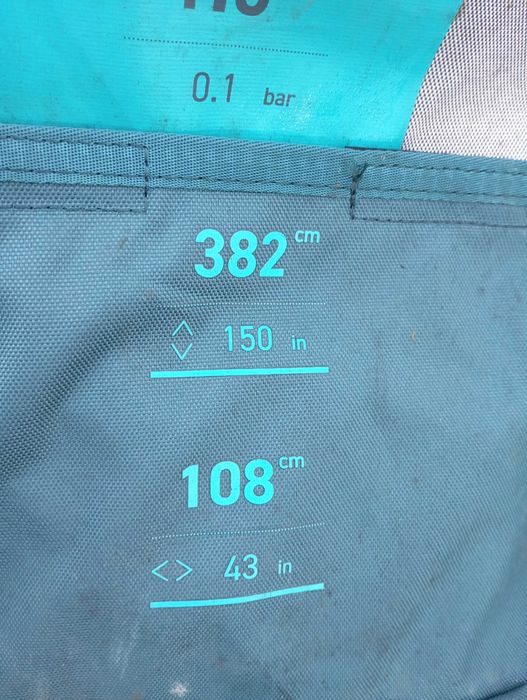 0.1 bar
382 cm
150 in
108 cm
43 in